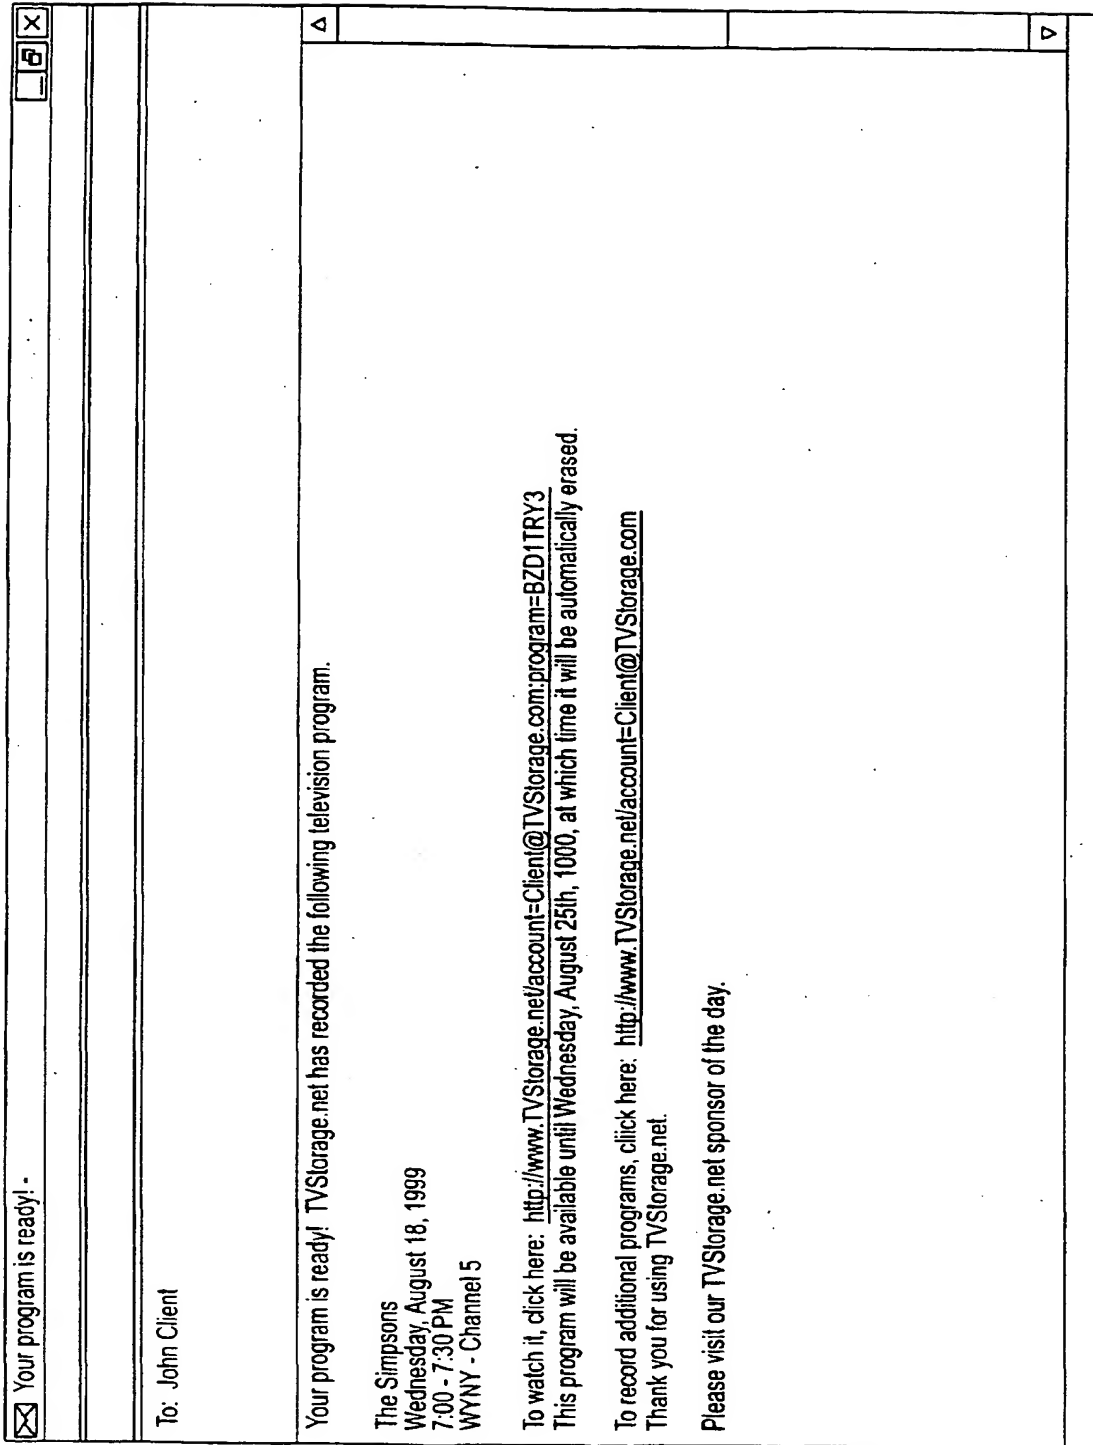 Your program is ready! -
To: John Client
Your program is ready! TVStorage.net has recorded the following television program.
The Simpsons
Wednesday, August 18, 1999
7:00 - 7:30 PM
WYNY - Channel 5
To watch it, click here: http://www.TVStorage.net/account=Client@TVStorage.com:program=BZD1TRY3
This program will be available until Wednesday, August 25th, 1000, at which time it will be automatically erased.
To record additional programs, cliick here: http://www.TVStorage.net/account=Client@TVStorage.com
Thank you for using TVStorage.net.
Please visit our TVStorage.net sponsor of the day.